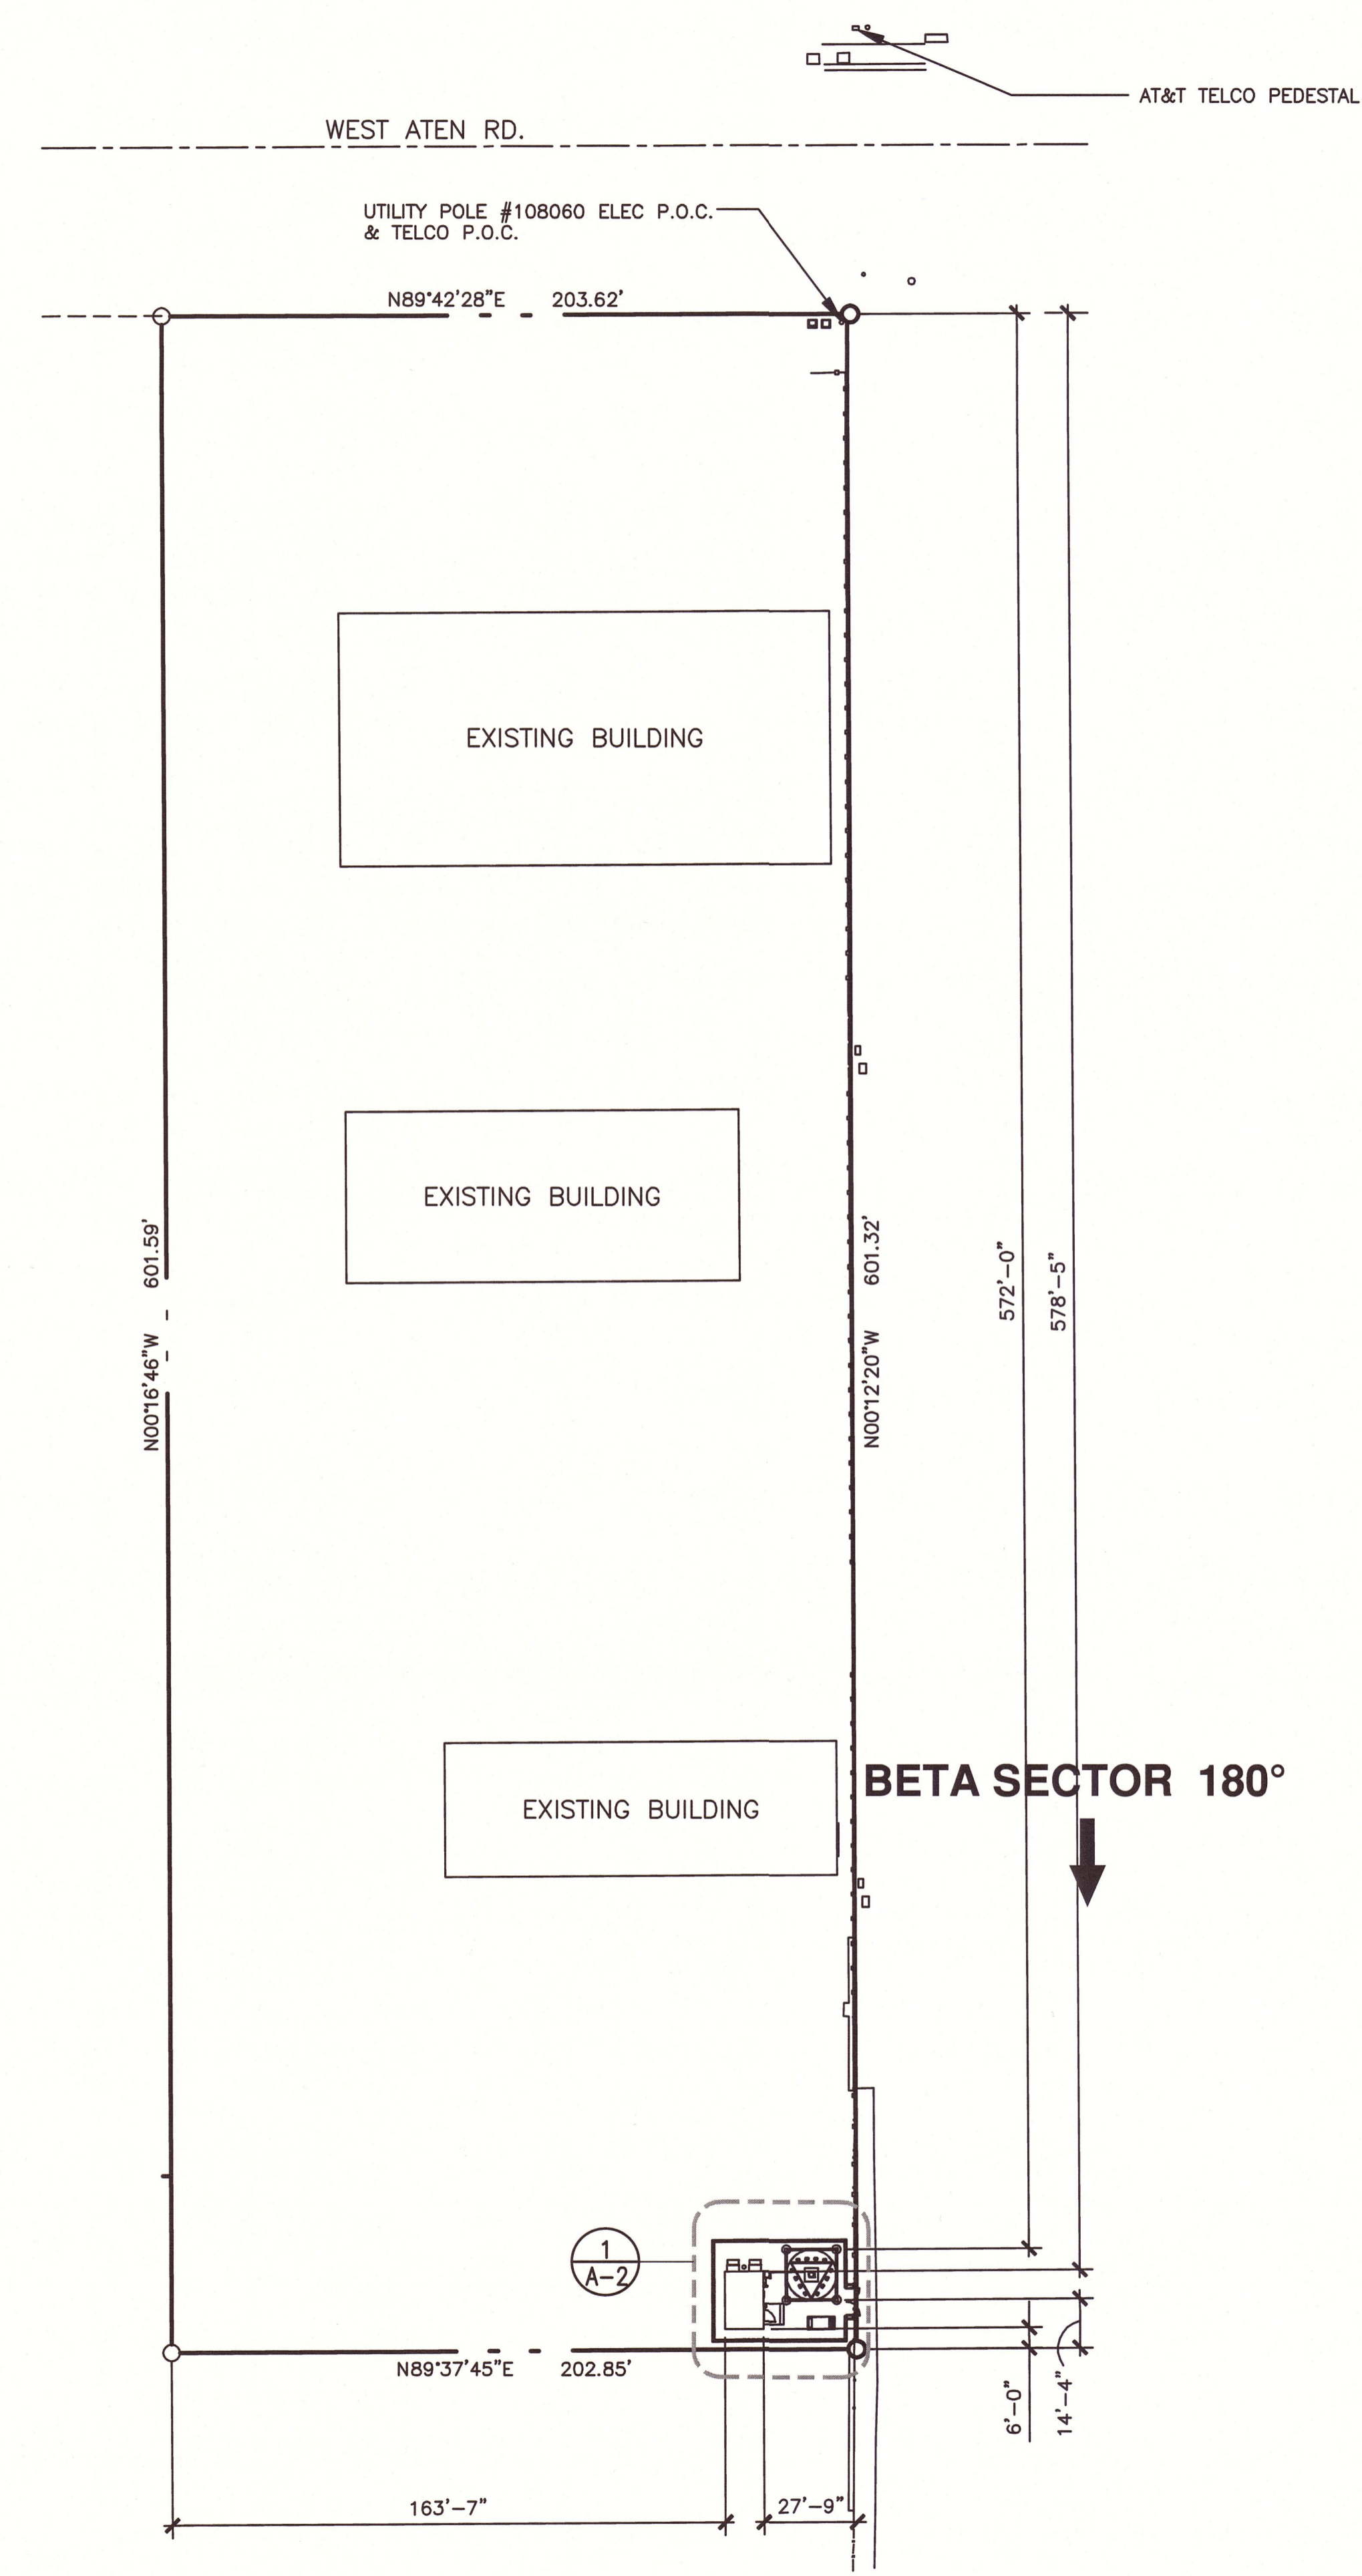 AT&T TELCO PEDESTAL
WEST ATEN RD.
UTILITY POLE #108060 ELEC P.O.C.
& TELCO P.O.C.
N89°42'28"E 203.62'
EXISTING BUILDING
EXISTING BUILDING
N00°16'46"W 601.59'
N00°12'20"W 601.32'
572'-0"
578'-5"
BETA SECTOR 180°
EXISTING BUILDING
1
A-2
N89°37'45"E 202.85'
6'-0"
14'-4"
163'-7"
27'-9"